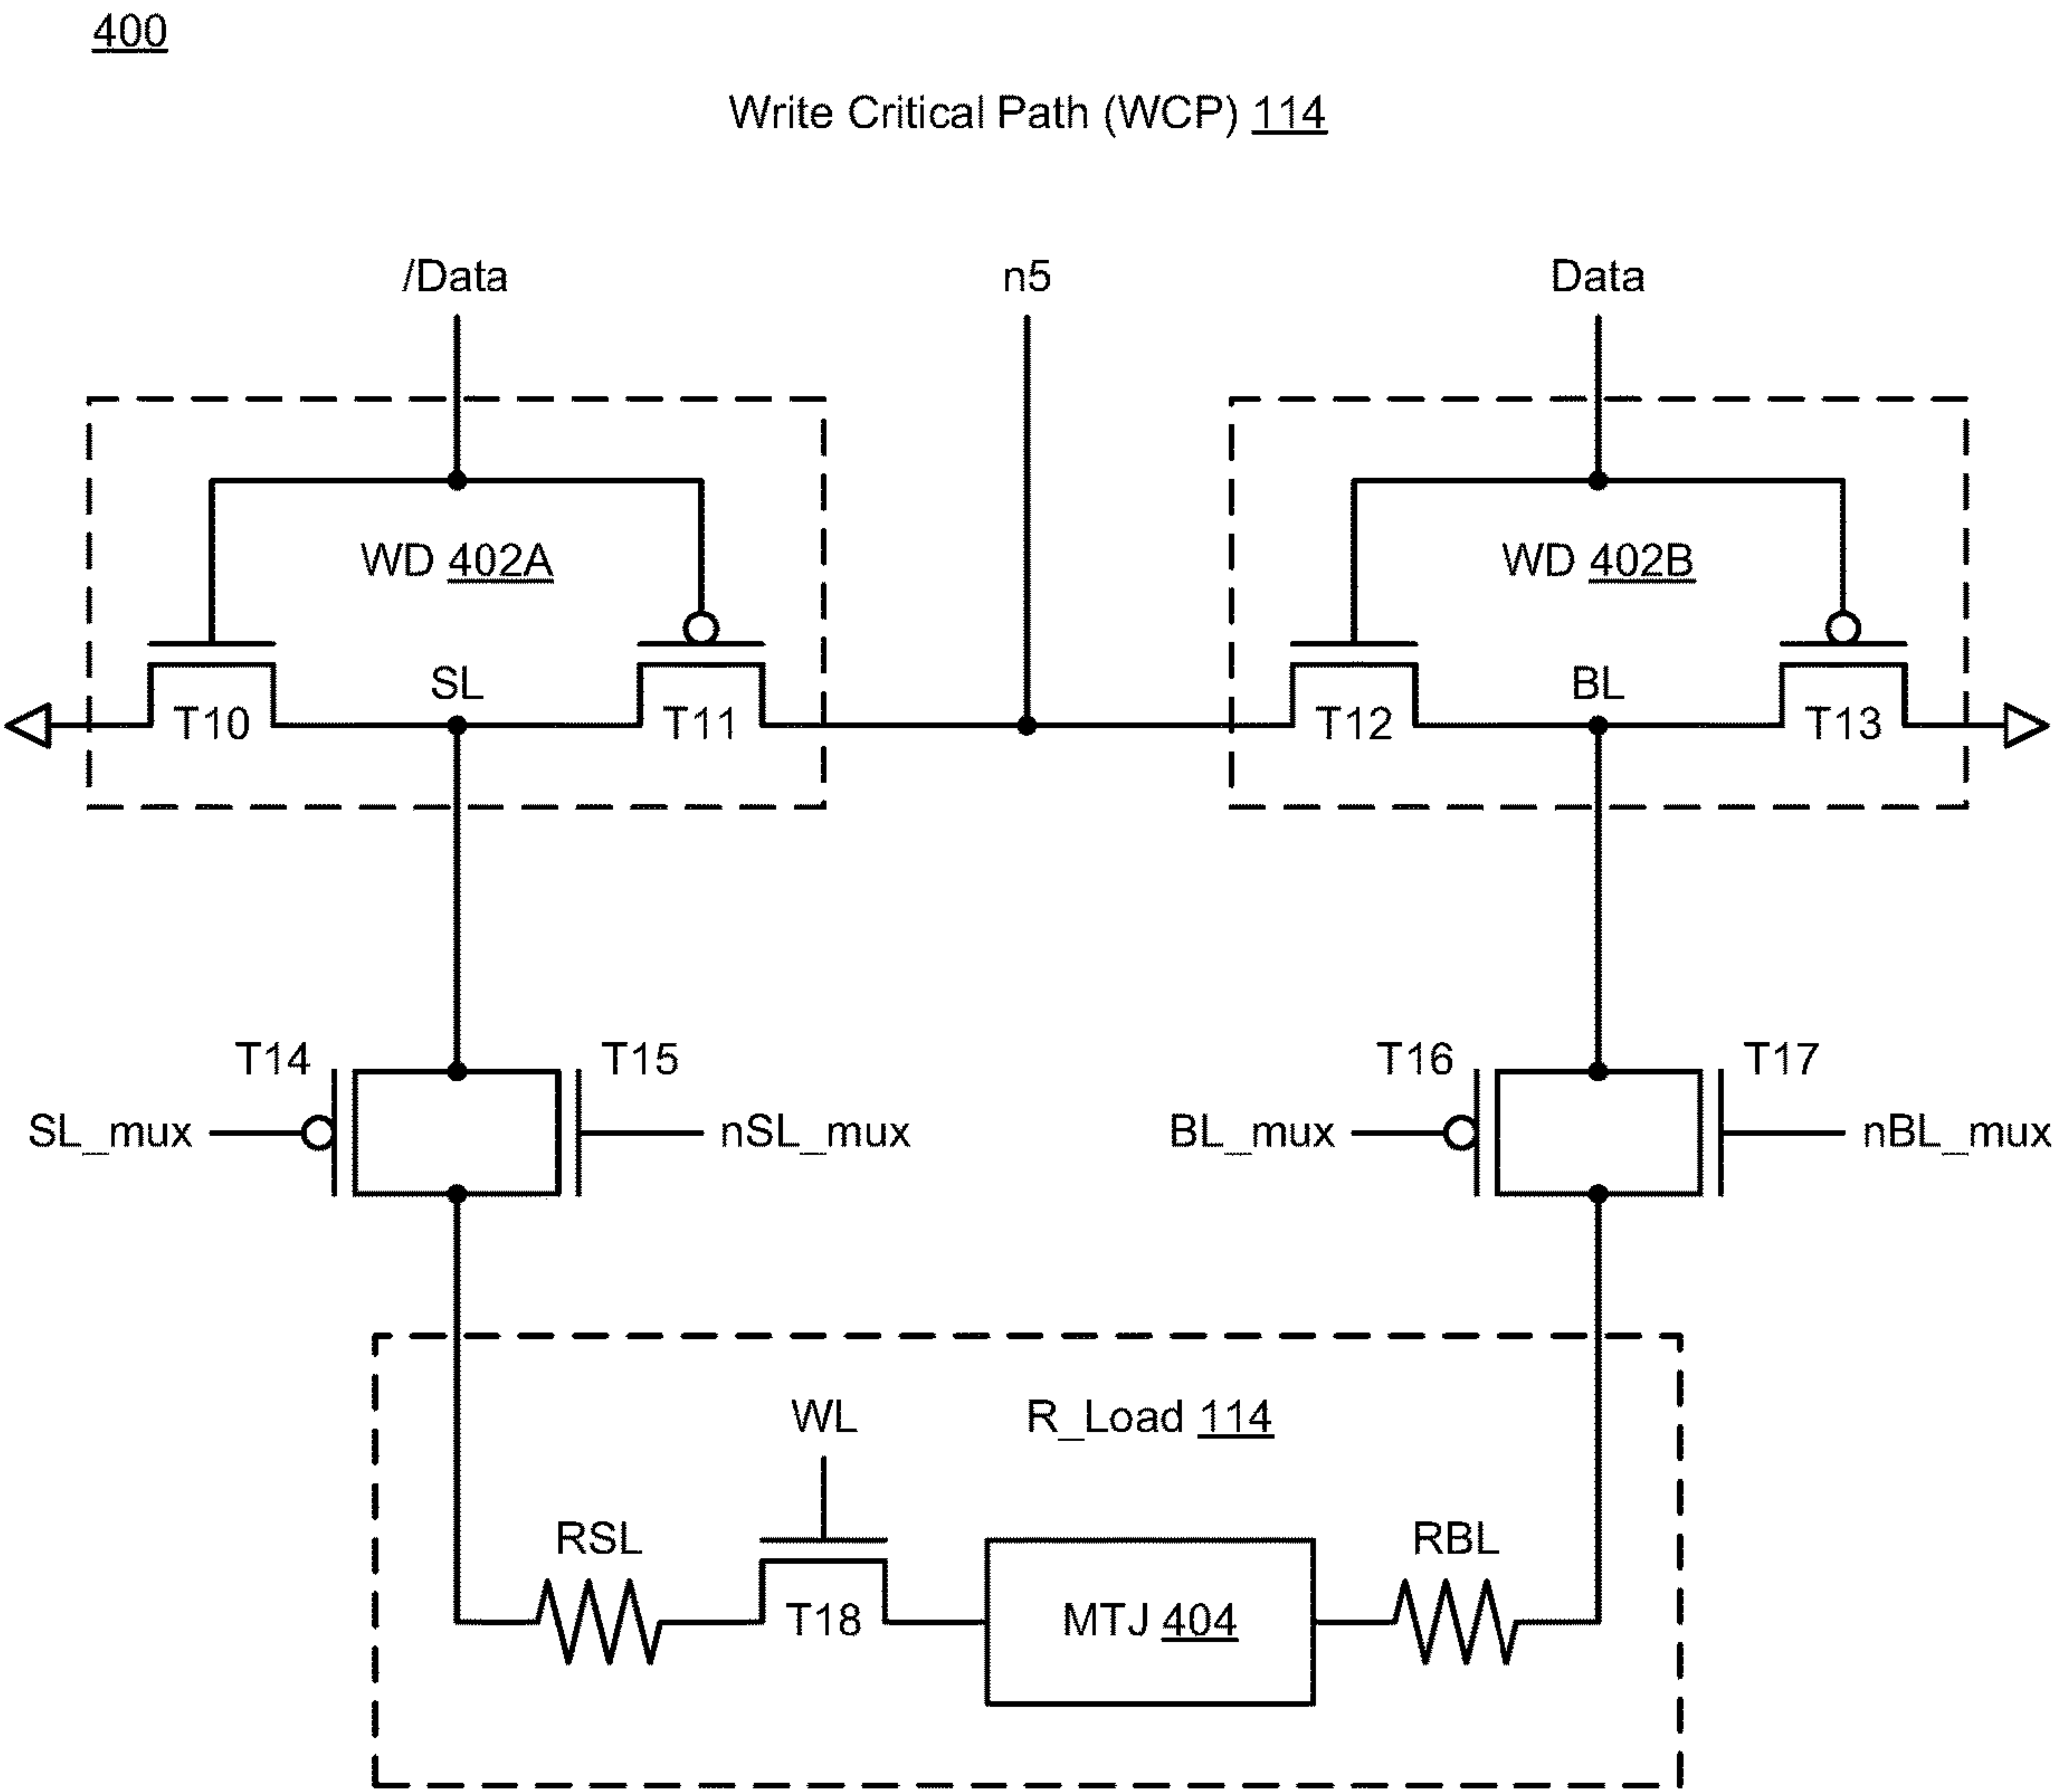 400
Write Critical Path (WCP) 114
/Data n5 Data
WD 402A WD 402B
SL BL
T10 T11 T12 T13
T14 T15 T16 T17
SL_mux nSL_mux BL_mux nBL_mux
WL R_Load 114
RSL RBL
T18 MTJ 404